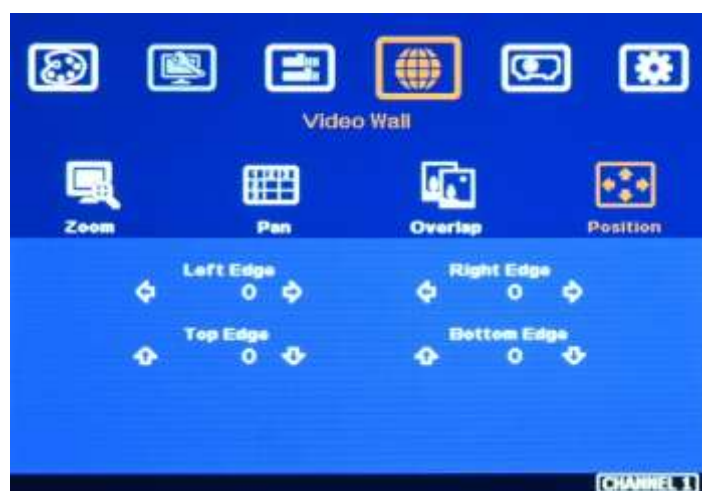 Video Wall
Zoom Pan Overlap Position
Left Edge Right Edge
0 0
Top Edge Bottom Edge
0 0
CHANNEL 1